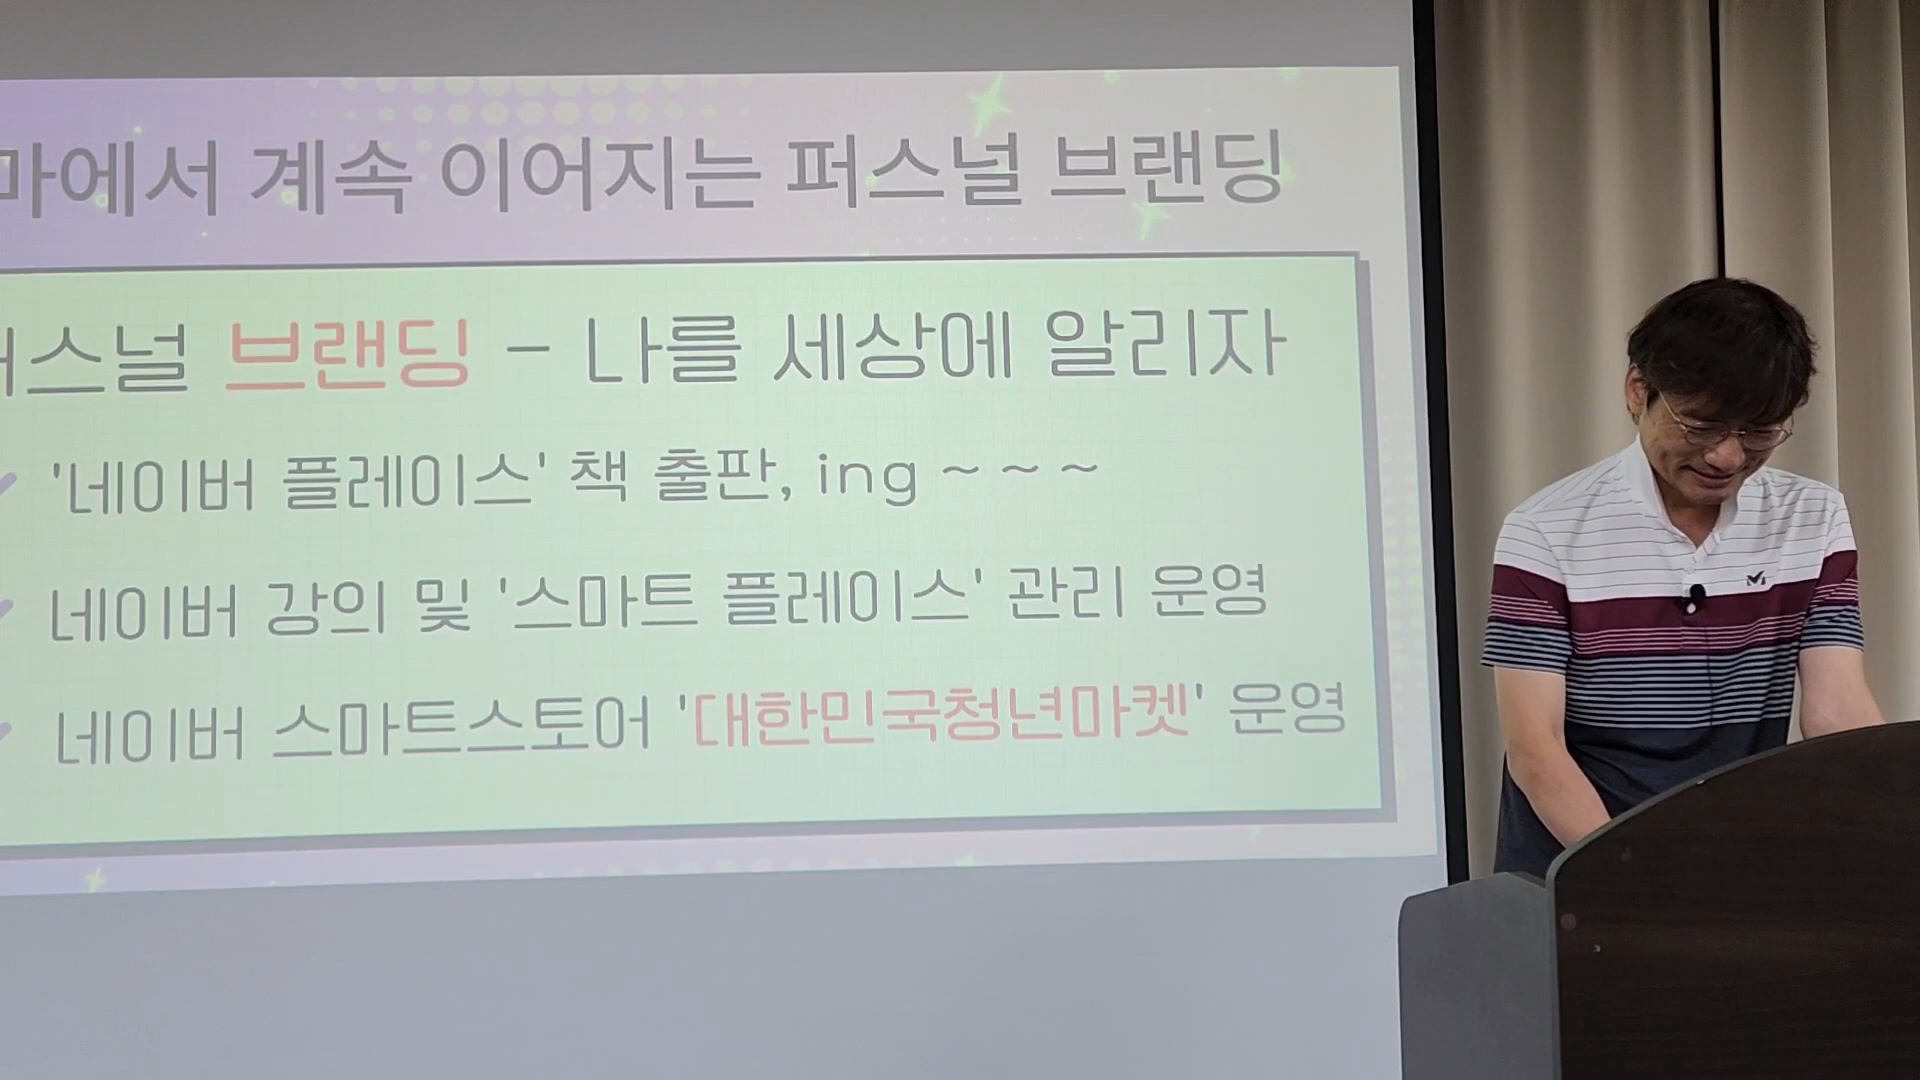 마에서 계속 이어지는 퍼스널 브랜딩
퍼스널 브랜딩 - 나를 세상에 알리자
'네이버 플레이스' 책 출판, ing ~ ~ ~
네이버 강의 및 '스마트 플레이스' 관리 운영
네이버 스마트스토어 '대한민국청년마켓' 운영